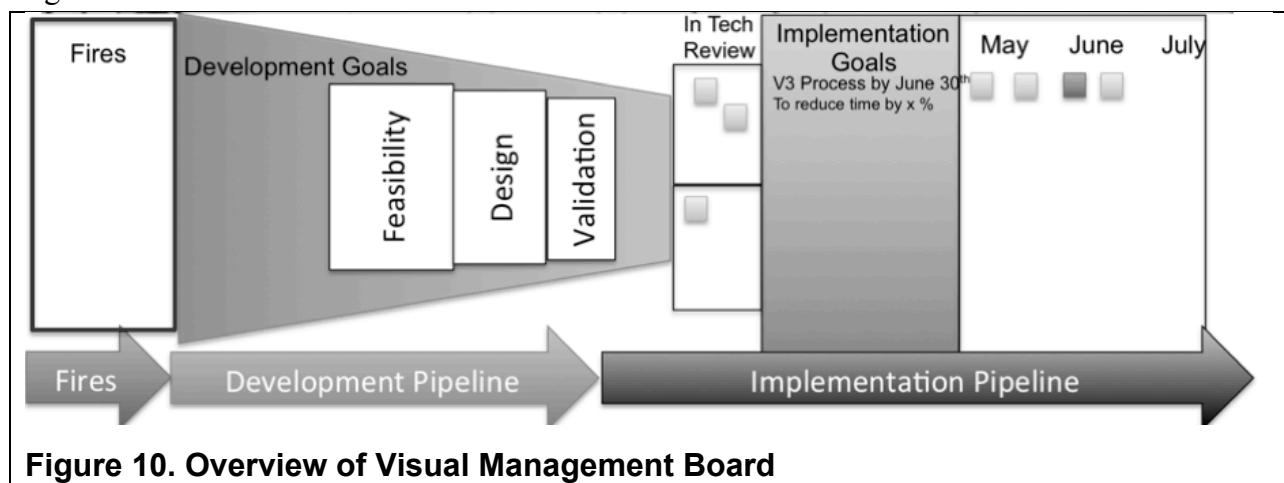 Fires
Development Goals
Feasibility
Design
Validation
In Tech
Review
Implementation
Goals
V3 Process by June 30th
To reduce time by x %
May June July
Fires
Development Pipeline
Implementation Pipeline
Figure 10. Overview of Visual Management Board